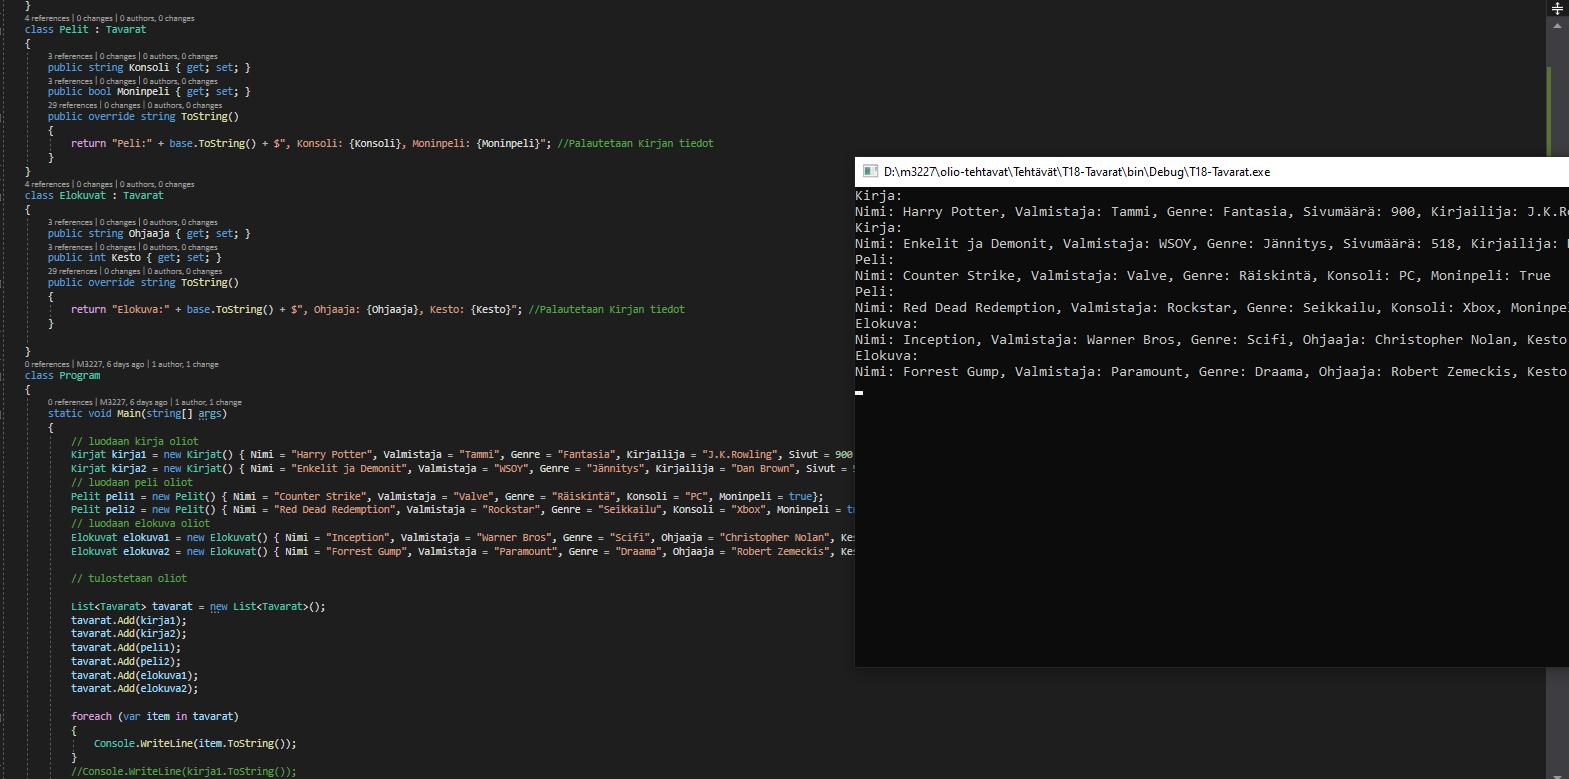 }
4 references | 0 changes | 0 authors, 0 changes
class Pelit : Tavarat
{
3 references | 0 changes | 0 authors, 0 changes
public string Konsoli { get; set; }
3 references | 0 changes | 0 authors, 0 changes
public bool Moninpeli { get; set; }
29 references | 0 changes | 0 authors, 0 changes
public override string ToString()
{
return "Peli:" + base.ToString() + $", Konsoli: {Konsoli}, Moninpeli: {Moninpeli}"; //Palautetaan Kirjan tiedot
}
}
4 references | 0 changes | 0 authors, 0 changes
class Elokuvat : Tavarat
{
3 references | 0 changes | 0 authors, 0 changes
public string Ohjaaja { get; set; }
3 references | 0 changes | 0 authors, 0 changes
public int Kesto { get; set; }
29 references | 0 changes | 0 authors, 0 changes
public override string ToString()
{
return "Elokuva:" + base.ToString() + $", Ohjaaja: {Ohjaaja}, Kesto: {Kesto}"; //Palautetaan Kirjan tiedot
}
}
0 references | M3227, 6 days ago | 1 author, 1 change
class Program
{
0 references | M3227, 6 days ago | 1 author, 1 change
static void Main(string[] args)
{
// luodaan kirja oliot
Kirjat kirja1 = new Kirjat() { Nimi = "Harry Potter", Valmistaja = "Tammi", Genre = "Fantasia", Kirjailija = "J.K.Rowling", Sivut = 900
Kirjat kirja2 = new Kirjat() { Nimi = "Enkelit ja Demonit", Valmistaja = "WSOY", Genre = "Jännitys", Kirjailija = "Dan Brown", Sivut =
// luodaan peli oliot
Pelit peli1 = new Pelit() { Nimi = "Counter Strike", Valmistaja = "Valve", Genre = "Räiskintä", Konsoli = "PC", Moninpeli = true};
Pelit peli2 = new Pelit() { Nimi = "Red Dead Redemption", Valmistaja = "Rockstar", Genre = "Seikkailu", Konsoli = "Xbox", Moninpeli =
// luodaan elokuva oliot
Elokuvat elokuva1 = new Elokuvat() { Nimi = "Inception", Valmistaja = "Warner Bros", Genre = "Scifi", Ohjaaja = "Christopher Nolan", Kes
Elokuvat elokuva2 = new Elokuvat() { Nimi = "Forrest Gump", Valmistaja = "Paramount", Genre = "Draama", Ohjaaja = "Robert Zemeckis", Kes
// tulostetaan oliot
List<Tavarat> tavarat = new List<Tavarat>();
tavarat.Add(kirja1);
tavarat.Add(kirja2);
tavarat.Add(peli1);
tavarat.Add(peli2);
tavarat.Add(elokuva1);
tavarat.Add(elokuva2);
foreach (var item in tavarat)
{
Console.WriteLine(item.ToString());
}
//Console.WriteLine(kirja1.ToString());
D:\m3227\olio-tehtavat\Tehtävät\T18-Tavarat\bin\Debug\T18-Tavarat.exe
Kirja:
Nimi: Harry Potter, Valmistaja: Tammi, Genre: Fantasia, Sivumäärä: 900, Kirjailija: J.K.Ro
Kirja:
Nimi: Enkelit ja Demonit, Valmistaja: WSOY, Genre: Jännitys, Sivumäärä: 518, Kirjailija:
Peli:
Nimi: Counter Strike, Valmistaja: Valve, Genre: Räiskintä, Konsoli: PC, Moninpeli: True
Peli:
Nimi: Red Dead Redemption, Valmistaja: Rockstar, Genre: Seikkailu, Konsoli: Xbox, Moninpe
Elokuva:
Nimi: Inception, Valmistaja: Warner Bros, Genre: Scifi, Ohjaaja: Christopher Nolan, Kesto
Elokuva:
Nimi: Forrest Gump, Valmistaja: Paramount, Genre: Draama, Ohjaaja: Robert Zemeckis, Kesto